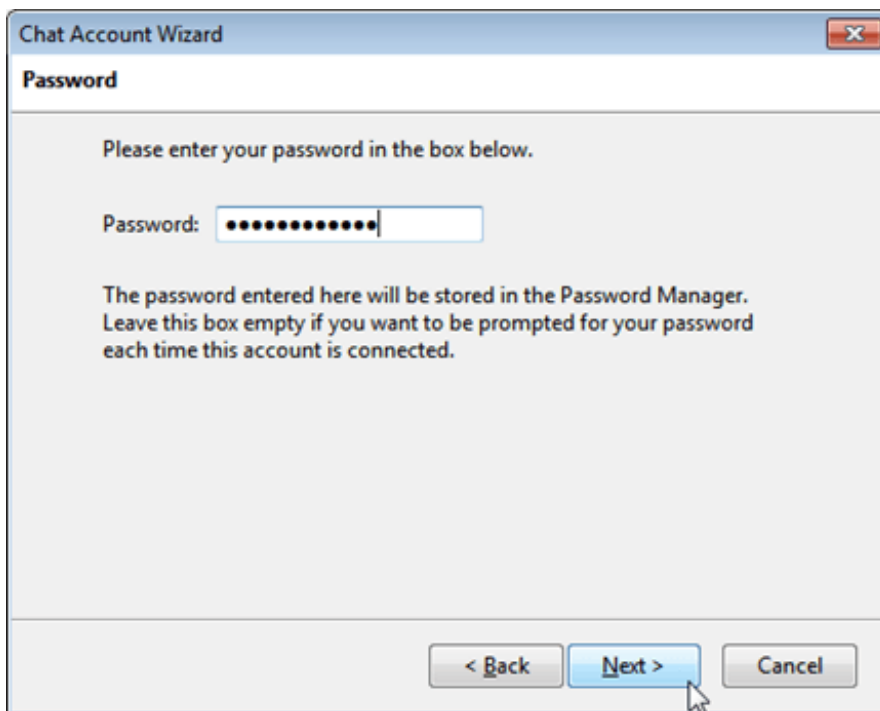 Chat Account Wizard
Password
Please enter your password in the box below.
Password: ••••••••••••
The password entered here will be stored in the Password Manager.
Leave this box empty if you want to be prompted for your password
each time this account is connected.
< Back Next > Cancel